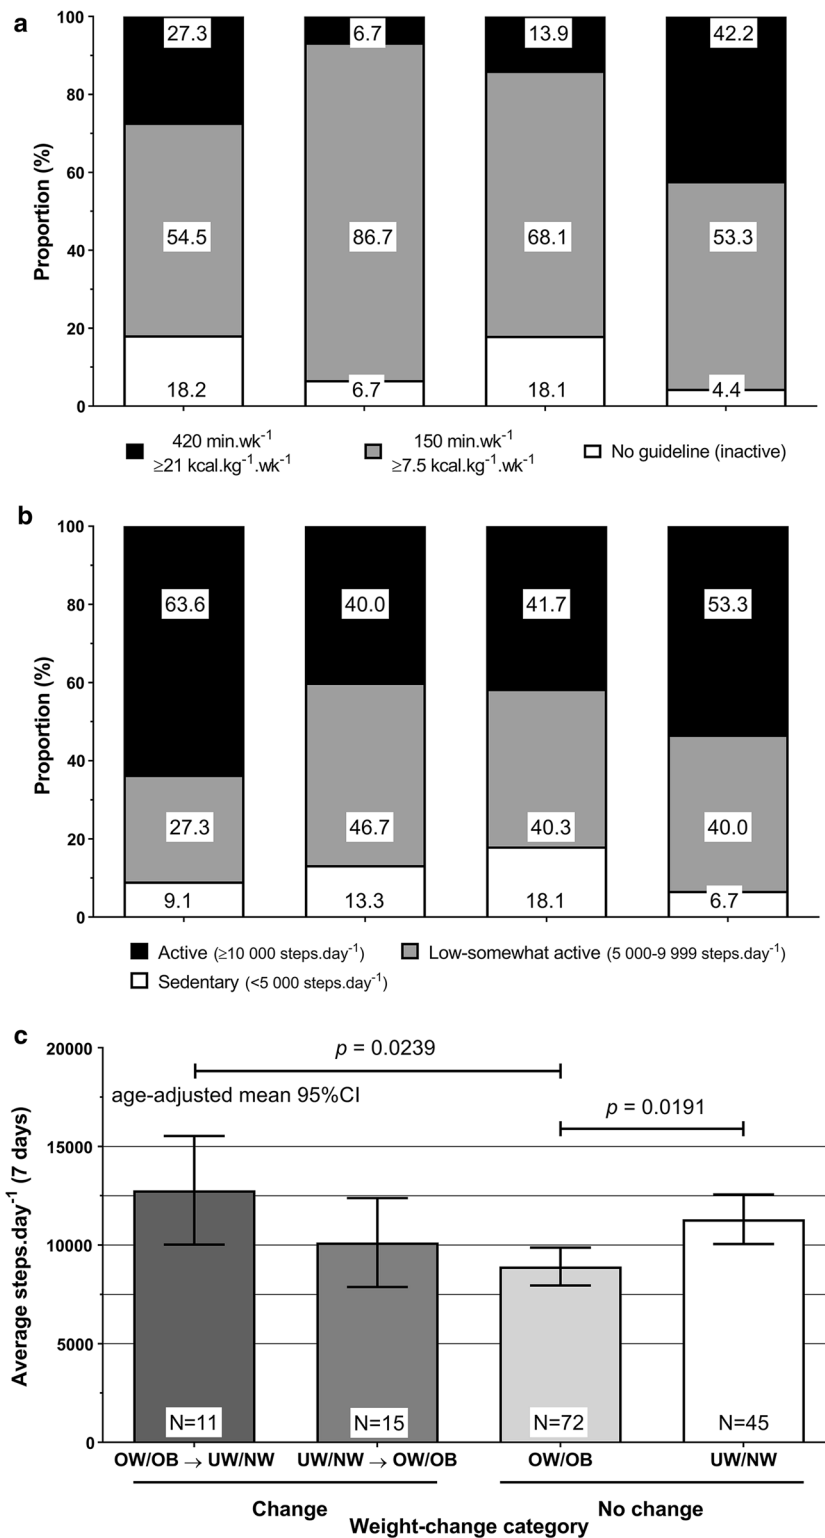 a
100
80
60
40
20
0
Proportion (%)
27.3 6.7 13.9 42.2
54.5 86.7 68.1 53.3
18.2 6.7 18.1 4.4
420 min.wk⁻¹
≥21 kcal.kg⁻¹.wk⁻¹
150 min.wk⁻¹
≥7.5 kcal.kg⁻¹.wk⁻¹
No guideline (inactive)
b
100
80
60
40
20
0
Proportion (%)
63.6 40.0 41.7 53.3
27.3 46.7 40.3 40.0
9.1 13.3 18.1 6.7
Active (≥10 000 steps.day⁻¹) Low-somewhat active (5 000-9 999 steps.day⁻¹)
Sedentary (<5 000 steps.day⁻¹)
c
20000
15000
10000
5000
0
Average steps.day⁻¹ (7 days)
p = 0.0239
age-adjusted mean 95%CI
p = 0.0191
N=11 N=15 N=72 N=45
OW/OB → UW/NW UW/NW → OW/OB OW/OB UW/NW
Change No change
Weight-change category